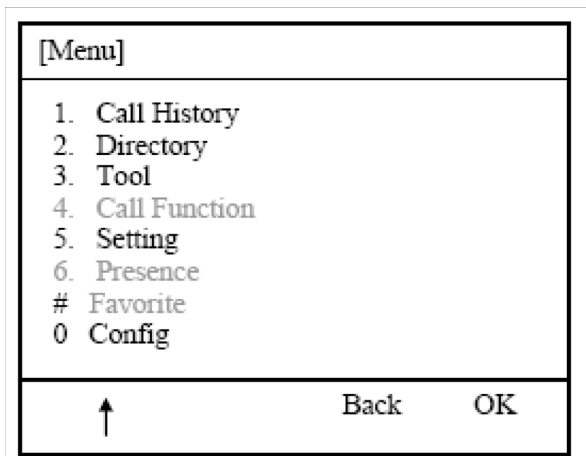 [Menu]
1. Call History
2. Directory
3. Tool
4. Call Function
5. Setting
6. Presence
# Favorite
0 Config
↑ Back OK